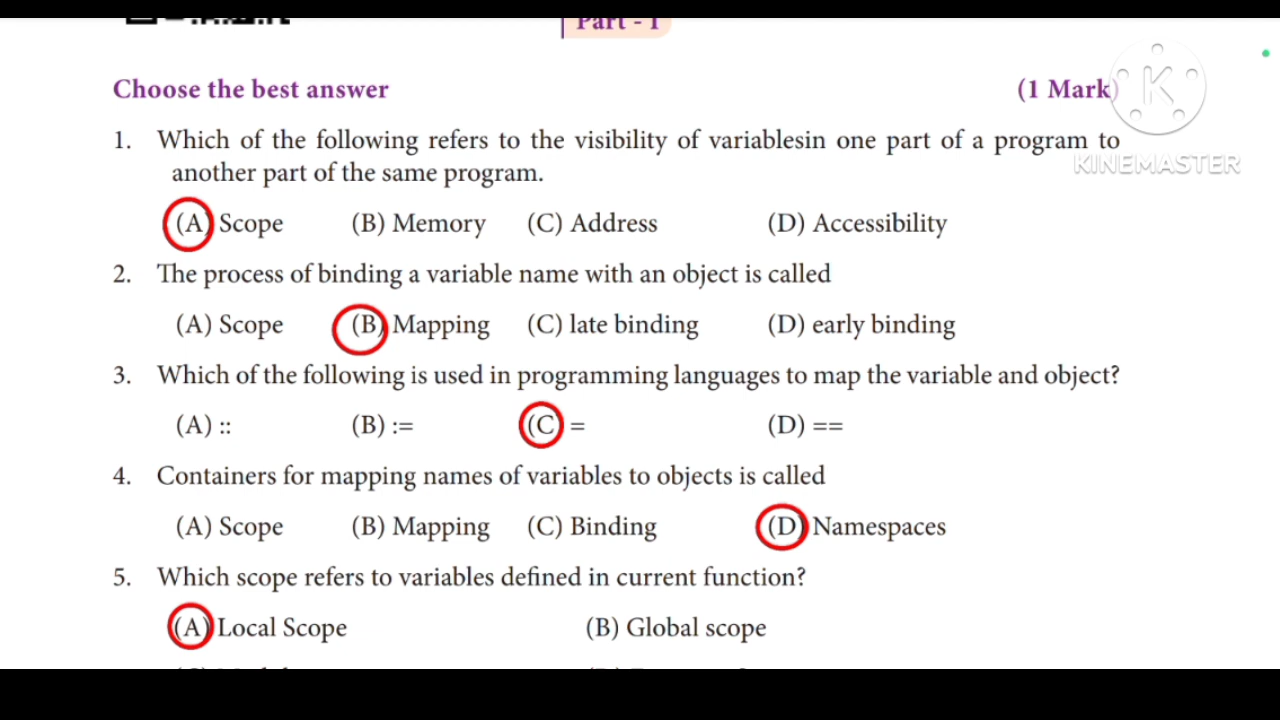 Part - I
Choose the best answer (1 Mark)
K
KINEMASTER
1. Which of the following refers to the visibility of variablesin one part of a program to
another part of the same program.
(A) Scope (B) Memory (C) Address (D) Accessibility
2. The process of binding a variable name with an object is called
(A) Scope (B) Mapping (C) late binding (D) early binding
3. Which of the following is used in programming languages to map the variable and object?
(A) :: (B) := (C) = (D) ==
4. Containers for mapping names of variables to objects is called
(A) Scope (B) Mapping (C) Binding (D) Namespaces
5. Which scope refers to variables defined in current function?
(A) Local Scope (B) Global scope